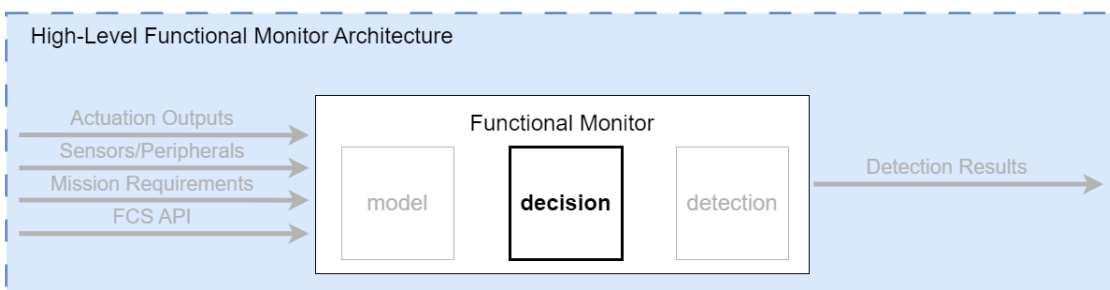 High-Level Functional Monitor Architecture
Actuation Outputs
Sensors/Peripherals
Mission Requirements
FCS API
Functional Monitor
model
decision
detection
Detection Results